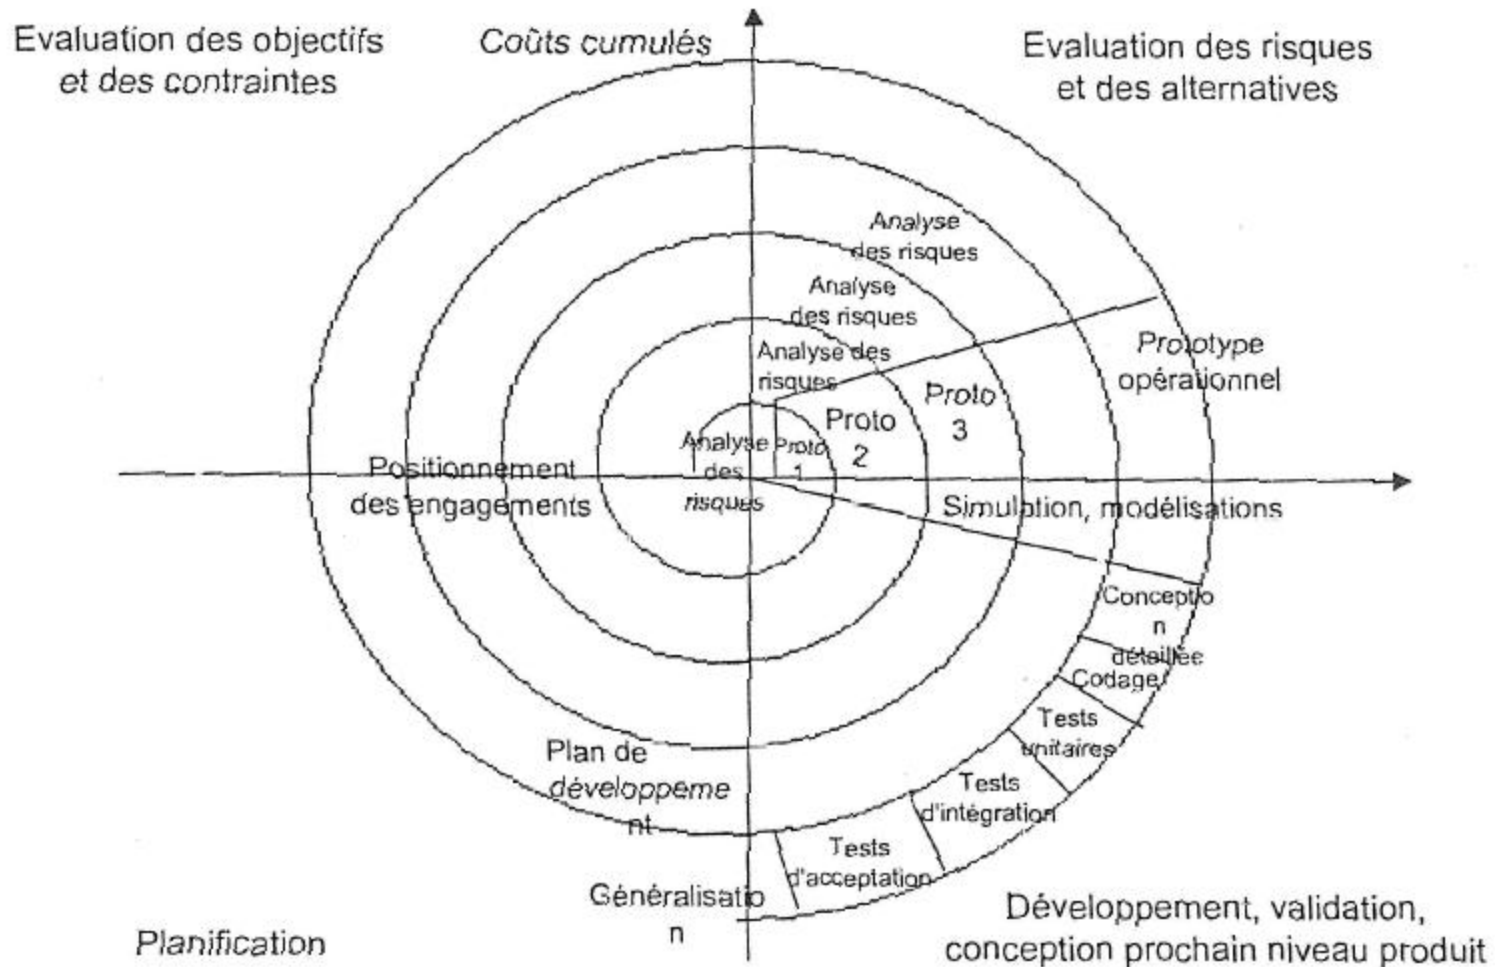 Evaluation des objectifs
et des contraintes
Coûts cumulés
Evaluation des risques
et des alternatives
Analyse
des risques
Analyse
des risques
Analyse des
risques
Prototype
opérationnel
Proto
3
Proto
2
Analyse
des
risques
Proto
1
Positionnement
des engagements
Simulation, modélisations
Conceptio
n
détaillée
Codage
Tests
unitaires
Tests
d'intégration
Tests
d'acceptation
Plan de
développeme
nt
Généralisatio
n
Planification
Développement, validation,
conception prochain niveau produit